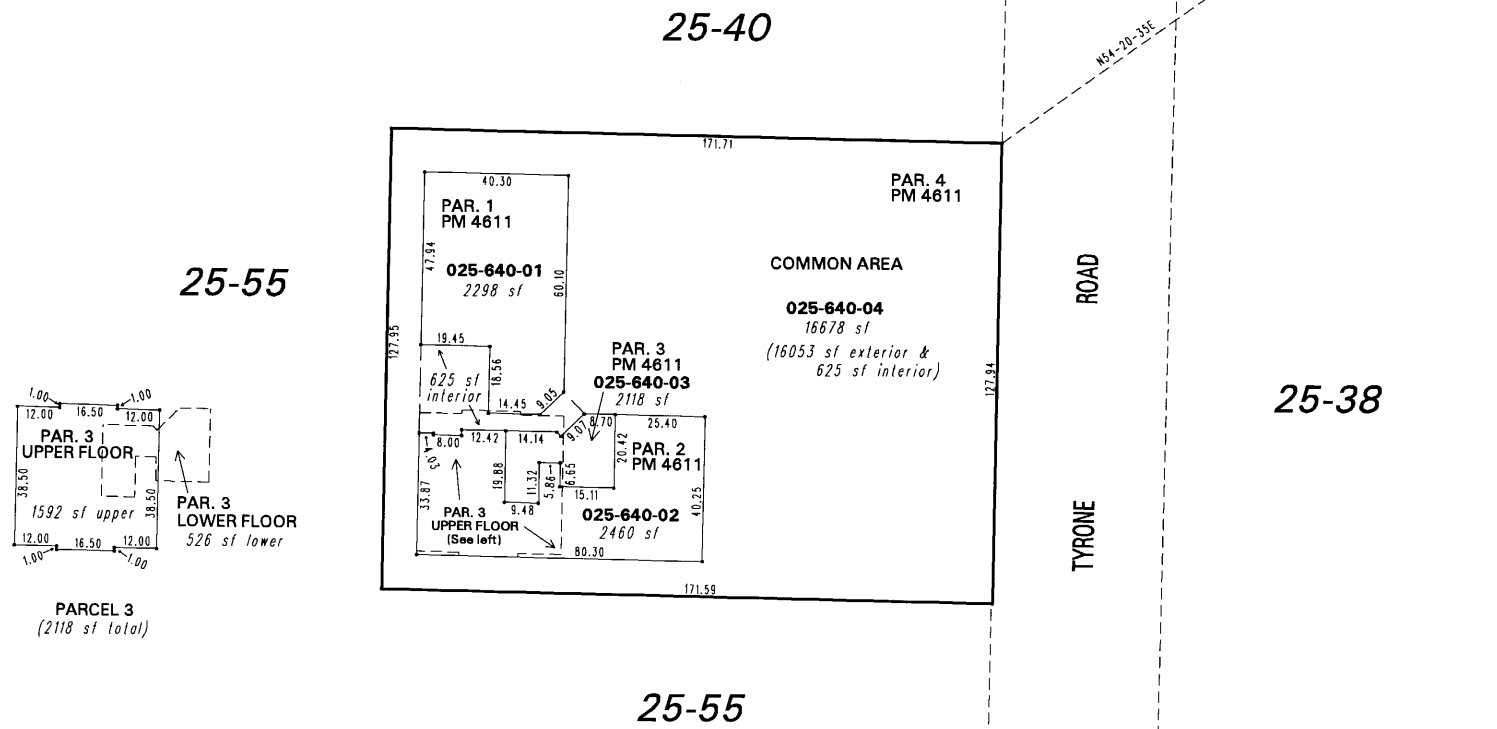 25-40
N54-20-35E
171.71
PAR. 4
PM 4611
40.30
PAR. 1
PM 4611
47.94
025-640-01
2298 sf
60.10
COMMON AREA
025-640-04
16678 sf
(16053 sf exterior &
625 sf interior)
ROAD
25-55
127.95
19.45
18.56
625 sf
interior
14.45
9.05
PAR. 3
PM 4611
025-640-03
2118 sf
127.94
25-38
9.07
8.70
25.40
20.42
PAR. 2
PM 4611
8.00
12.42
14.14
1.03
19.88
11.32
5.86
6.65
15.11
33.87
9.48
40.25
PAR. 3
UPPER FLOOR
(See left)
025-640-02
2460 sf
80.30
TYRONE
171.59
1.00
1.00
12.00
16.50
12.00
PAR. 3
UPPER FLOOR
38.50
38.50
1592 sf upper
PAR. 3
LOWER FLOOR
526 sf lower
12.00
16.50
12.00
1.00
1.00
PARCEL 3
(2118 sf total)
25-55